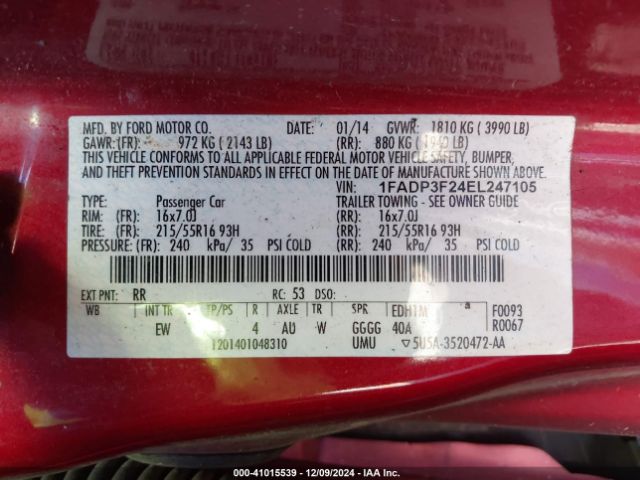 MFD. BY FORD MOTOR CO. DATE: 01/14 GVWR: 1810 KG ( 3990 LB)
GAWR: (FR): 972 KG ( 2143 LB) (RR): 880 KG ( 1940 LB)
THIS VEHICLE CONFORMS TO ALL APPLICABLE FEDERAL MOTOR VEHICLE SAFETY, BUMPER,
AND THEFT PREVENTION STANDARDS IN EFFECT ON THE DATE OF MANUFACTURE SHOWN ABOVE.
VIN: 1FADP3F24EL247105
TYPE: Passenger Car TRAILER TOWING - SEE OWNER GUIDE
RIM: (FR): 16x7.0J (RR): 16x7.0J
TIRE: (FR): 215/55R16 93H (RR): 215/55R16 93H
PRESSURE: (FR): 240 kPa/ 35 PSI COLD (RR): 240 kPa/ 35 PSI COLD
EXT PNT: RR RC: 53 DSO:
WB INT TR TP/PS R AXLE TR SPR EDH1M F0093
EW 4 AU W GGGG 40A R0067
1201401048310 UMU ▽5U5A-3520472-AA
000-41015539 - 12/09/2024 - IAA Inc.